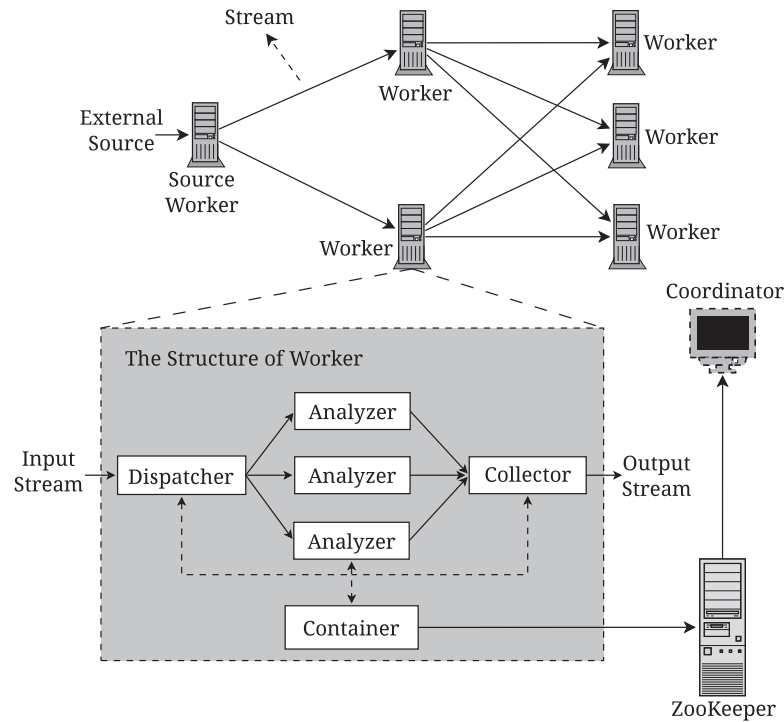 Stream
Worker
Worker
External
Source
Worker
Source
Worker
Worker
Worker
Coordinator
The Structure of Worker
Analyzer
Input
Stream
Dispatcher
Analyzer
Collector
Output
Stream
Analyzer
Container
ZooKeeper